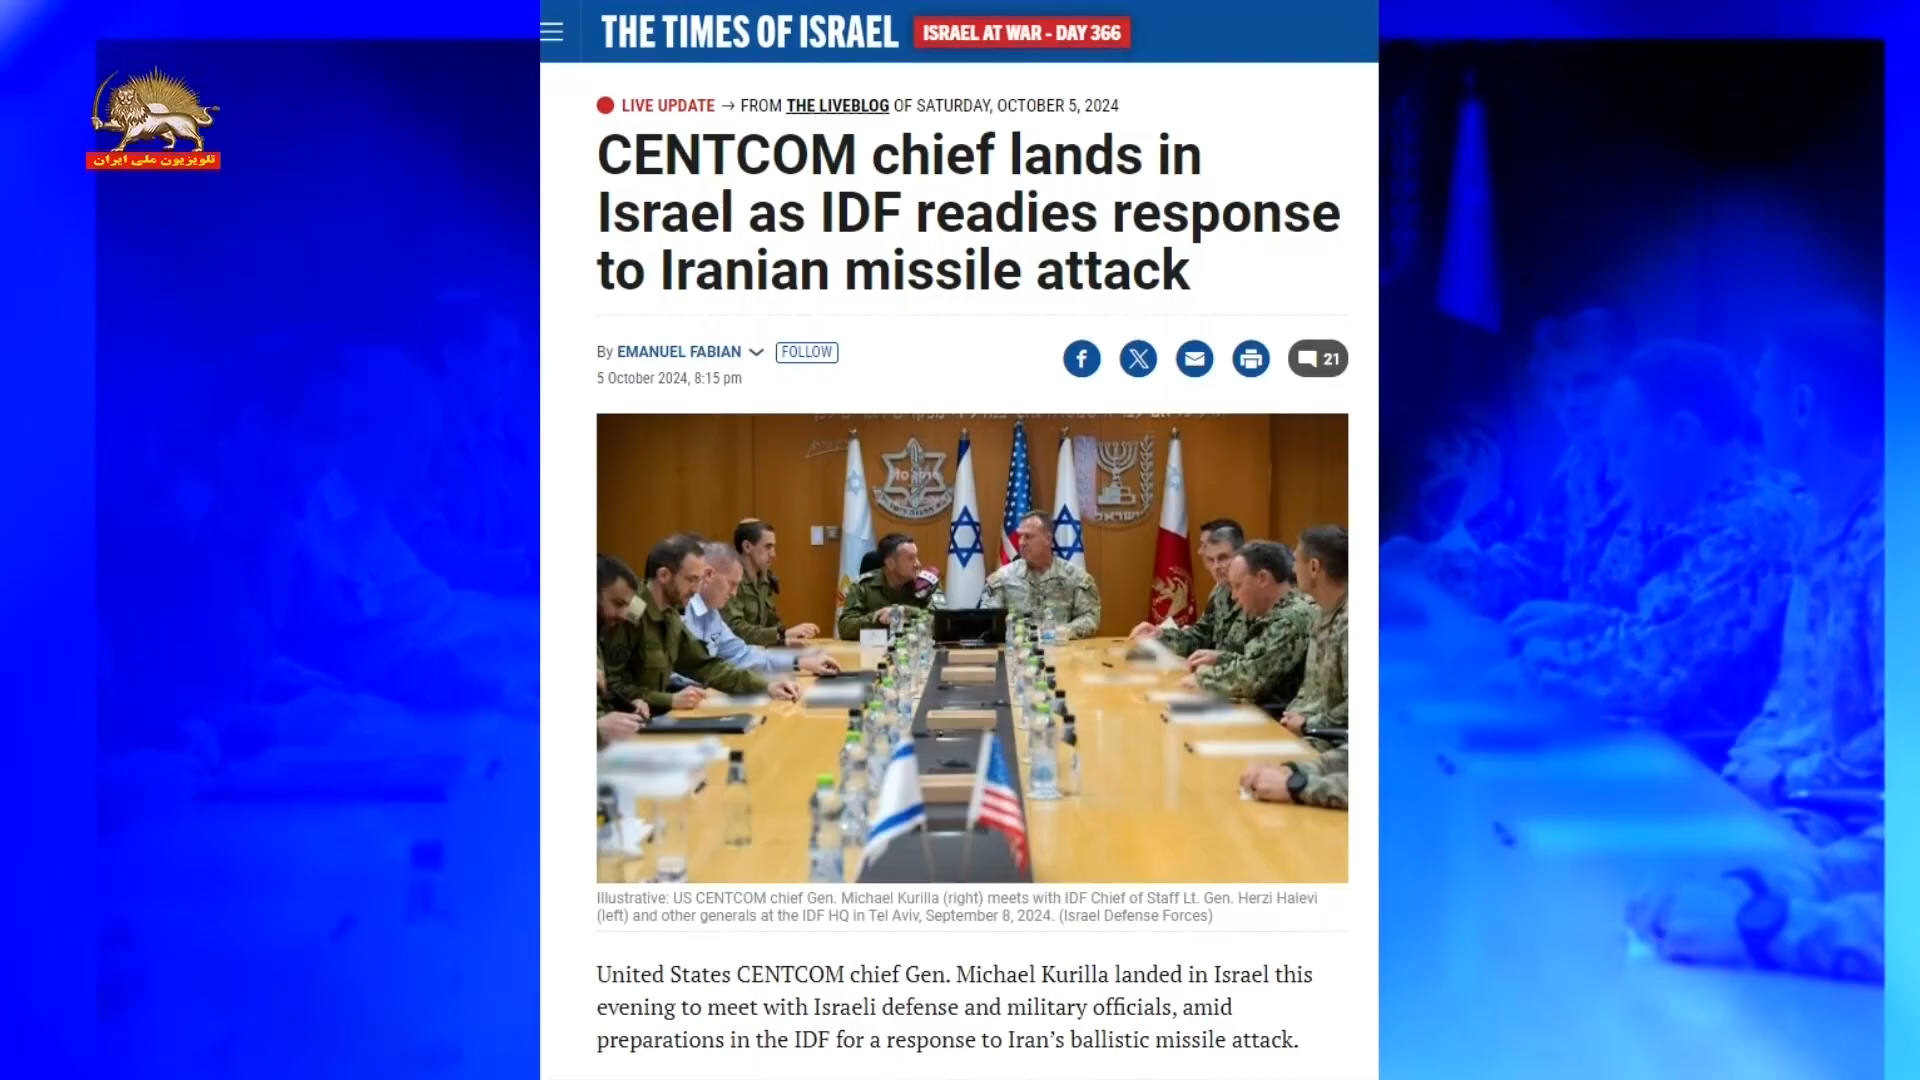 تلویزیون ملی ایران
THE TIMES OF ISRAEL
ISRAEL AT WAR - DAY 366
LIVE UPDATE → FROM THE LIVEBLOG OF SATURDAY, OCTOBER 5, 2024
CENTCOM chief lands in
Israel as IDF readies response
to Iranian missile attack
By EMANUEL FABIAN FOLLOW
5 October 2024, 8:15 pm
21
ישראל
Illustrative: US CENTCOM chief Gen. Michael Kurilla (right) meets with IDF Chief of Staff Lt. Gen. Herzi Halevi
(left) and other generals at the IDF HQ in Tel Aviv, September 8, 2024. (Israel Defense Forces)
United States CENTCOM chief Gen. Michael Kurilla landed in Israel this
evening to meet with Israeli defense and military officials, amid
preparations in the IDF for a response to Iran's ballistic missile attack.